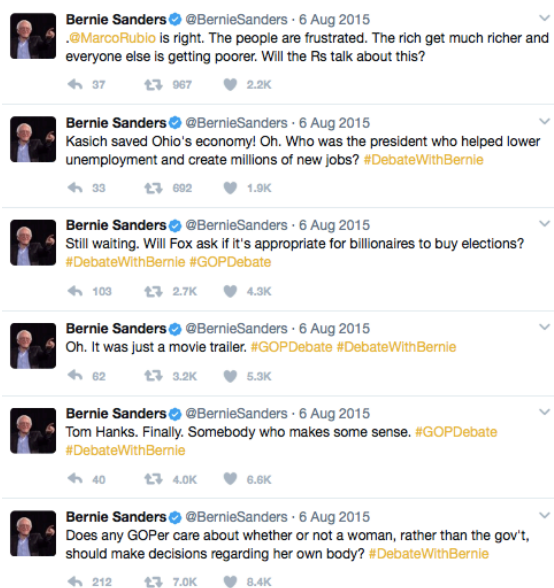 Bernie Sanders @BernieSanders · 6 Aug 2015
.@MarcoRubio is right. The people are frustrated. The rich get much richer and
everyone else is getting poorer. Will the Rs talk about this?
37 967 2.2K
Bernie Sanders @BernieSanders · 6 Aug 2015
Kasich saved Ohio's economy! Oh. Who was the president who helped lower
unemployment and create millions of new jobs? #DebateWithBernie
33 692 1.9K
Bernie Sanders @BernieSanders · 6 Aug 2015
Still waiting. Will Fox ask if it's appropriate for billionaires to buy elections?
#DebateWithBernie #GOPDebate
103 2.7K 4.3K
Bernie Sanders @BernieSanders · 6 Aug 2015
Oh. It was just a movie trailer. #GOPDebate #DebateWithBernie
62 3.2K 5.3K
Bernie Sanders @BernieSanders · 6 Aug 2015
Tom Hanks. Finally. Somebody who makes some sense. #GOPDebate
#DebateWithBernie
40 4.0K 6.6K
Bernie Sanders @BernieSanders · 6 Aug 2015
Does any GOPer care about whether or not a woman, rather than the gov't,
should make decisions regarding her own body? #DebateWithBernie
212 7.0K 8.4K